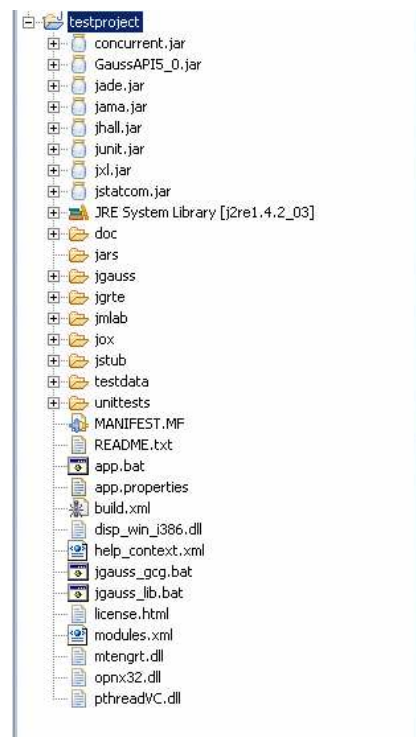 testproject
concurrent.jar
GaussAPI5_0.jar
jade.jar
jama.jar
jhall.jar
junit.jar
jxl.jar
jstatcom.jar
JRE System Library [j2re1.4.2_03]
doc
jars
jgauss
jgrte
jmlab
jox
jstub
testdata
unittests
MANIFEST.MF
README.txt
app.bat
app.properties
build.xml
disp_win_i386.dll
help_context.xml
jgauss_gcg.bat
jgauss_lib.bat
license.html
modules.xml
mtengrt.dll
opnx32.dll
pthreadVC.dll